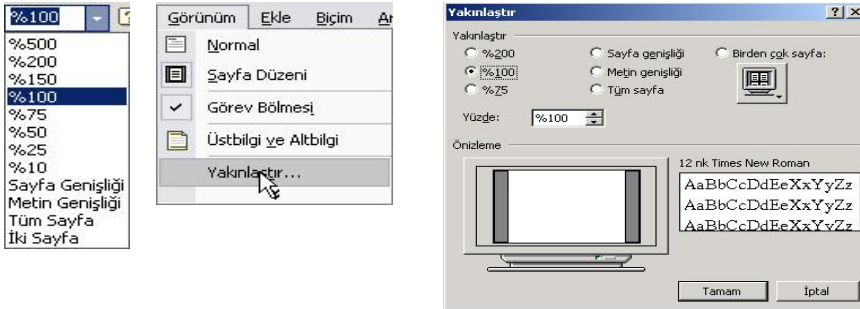 %100
%500
%200
%150
%100
%75
%50
%25
%10
Sayfa Genişliği
Metin Genişliği
Tüm Sayfa
İki Sayfa
Görünüm Ekle Biçim
Normal
Sayfa Düzeni
Görev Bölmesi
Üstbilgi ve Altbilgi
Yakınlaştır...
Yakınlaştır
Yakınlaştır
%200 Sayfa genişliği Birden çok sayfa:
%100 Metin genişliği
%75 Tüm sayfa
Yüzde: %100
Önizleme
12 nk Times New Roman
AaBbCcDdEeXxYyZz
AaBbCcDdEeXxYyZz
AaBbCcDdEeXxYyZz
Tamam İptal